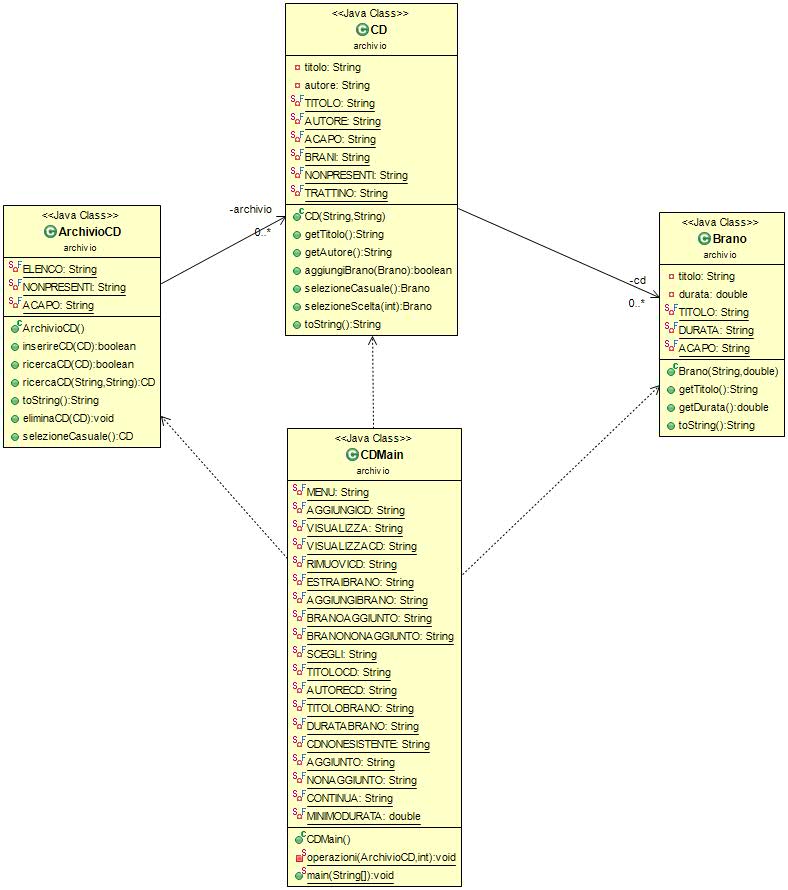 <<Java Class>>
CD
archivio
titolo: String
autore: String
TITOLO: String
AUTORE: String
ACAPO: String
BRANI: String
NONPRESENTI: String
TRATTINO: String
CD(String,String)
getTitolo():String
getAutore():String
aggiungiBrano(Brano):boolean
selezioneCasuale():Brano
selezioneScelta(int):Brano
toString():String
-archivio
0..*
<<Java Class>>
ArchivioCD
archivio
ELENCO: String
NONPRESENTI: String
ACAPO: String
ArchivioCD()
inserireCD(CD):boolean
ricercaCD(CD):boolean
ricercaCD(String,String):CD
toString():String
eliminaCD(CD):void
selezioneCasuale():CD
-cd
0..*
<<Java Class>>
Brano
archivio
titolo: String
durata: double
TITOLO: String
DURATA: String
ACAPO: String
Brano(String,double)
getTitolo():String
getDurata():double
toString():String
<<Java Class>>
CDMain
archivio
MENU: String
AGGIUNGICD: String
VISUALIZZA: String
VISUALIZZACD: String
RIMUOVICD: String
ESTRAIBRANO: String
AGGIUNGIBRANO: String
BRANOAGGIUNTO: String
BRANONONAGGIUNTO: String
SCEGLI: String
TITOLOCD: String
AUTORECD: String
TITOLOBRANO: String
DURATABRANO: String
CDNONESISTENTE: String
AGGIUNTO: String
NONAGGIUNTO: String
CONTINUA: String
MINIMODURATA: double
CDMain()
operazioni(ArchivioCD,int):void
main(String[]):void